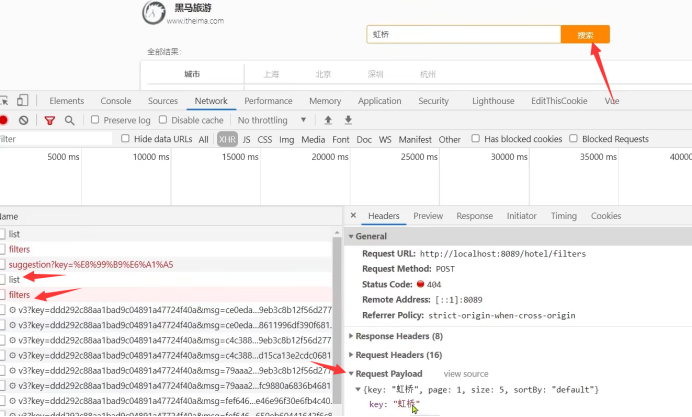 黑马旅游
www.itheima.com
虹桥
搜索
全部结果:
城市 上海 北京 深圳 杭州
Elements Console Sources Network Performance Memory Application Security Lighthouse EditThisCookie Vue
Preserve log Disable cache No throttling
filter Hide data URLs All XHR JS CSS Img Media Font Doc WS Manifest Other Has blocked cookies Blocked Requests
5000 ms 10000 ms 15000 ms 20000 ms 25000 ms 30000 ms 35000 ms 40000
Name
list
filters
suggestion?key=%E8%99%B9%E6%A1%A5
list
filters
v3?key=ddd292c88aa1bad9c04891a47724f40a&msg=ce0eda...9eb3c8b12f56d277
v3?key=ddd292c88aa1bad9c04891a47724f40a&msg=ce0eda...8611996df390f681
v3?key=ddd292c88aa1bad9c04891a47724f40a&msg=c4c388...9eb3c8b12f56d277
v3?key=ddd292c88aa1bad9c04891a47724f40a&msg=c4c388...d15ca13e2cdc0681
v3?key=ddd292c88aa1bad9c04891a47724f40a&msg=79aaa2...9eb3c8b12f56d277
v3?key=ddd292c88aa1bad9c04891a47724f40a&msg=79aaa2...fc9880a6836b4681
v3?key=ddd292c88aa1bad9c04891a47724f40a&msg=fef646...e46e96f30e6fb4c40
× Headers Preview Response Initiator Timing Cookies
General
Request URL: http://localhost:8089/hotel/filters
Request Method: POST
Status Code: 404
Remote Address: [::1]:8089
Referrer Policy: strict-origin-when-cross-origin
Response Headers (8)
Request Headers (16)
Request Payload view source
{key: "虹桥", page: 1, size: 5, sortBy: "default"}
key: "虹桥"